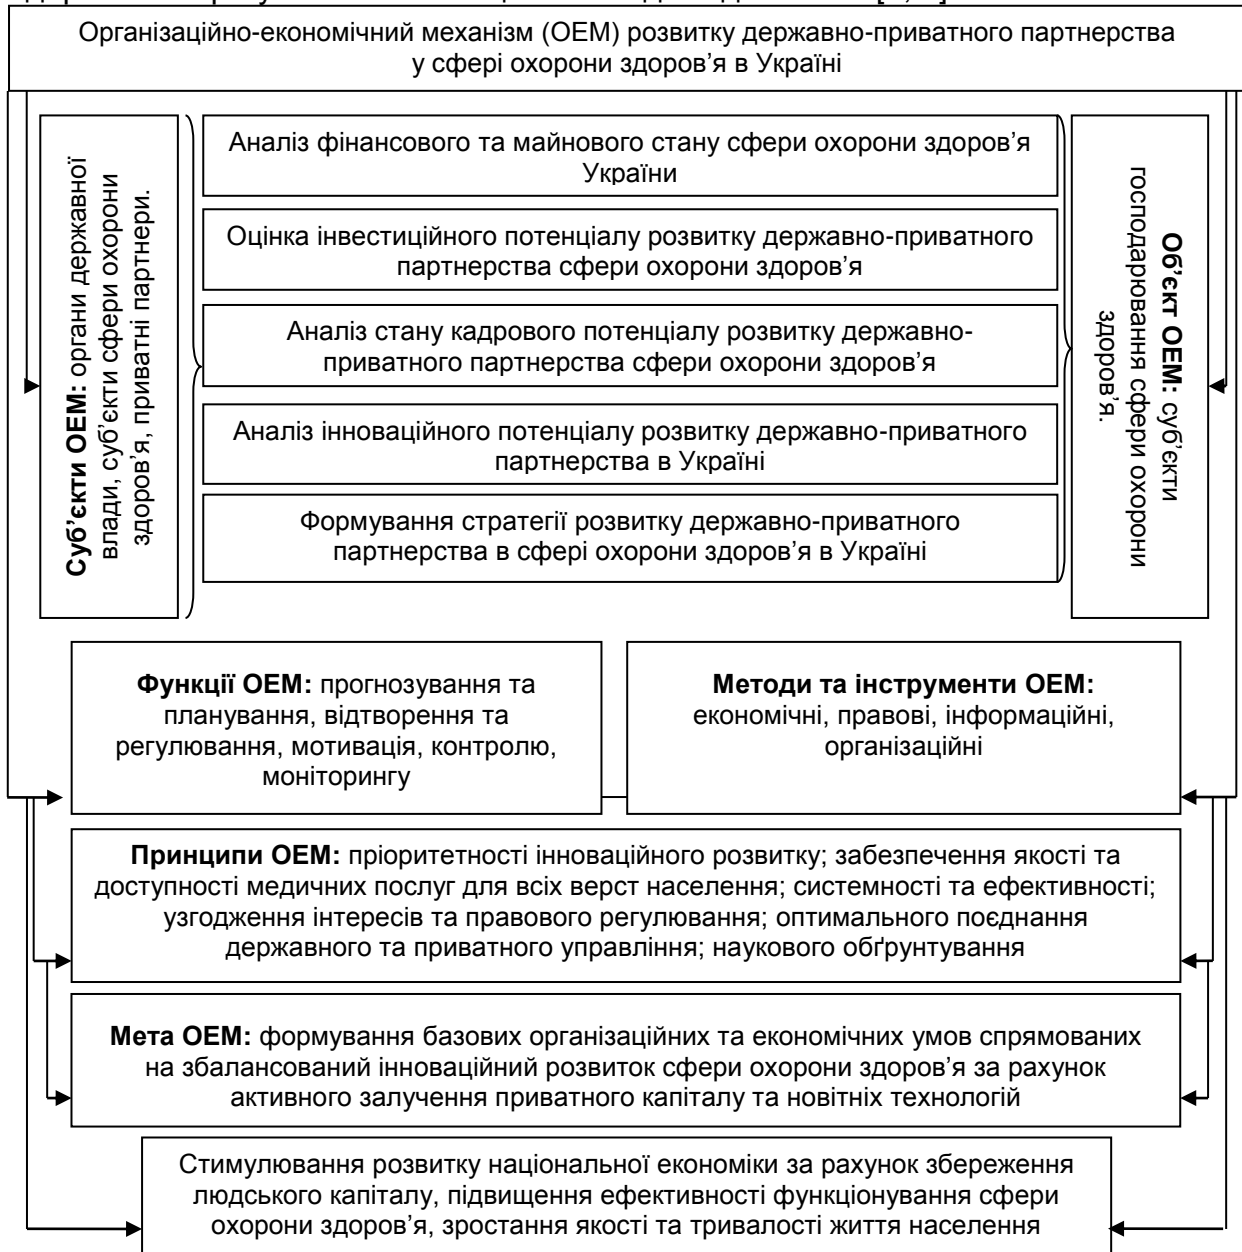 Організаційно-економічний механізм (ОЕМ) розвитку державно-приватного партнерства
у сфері охорони здоров’я в Україні
Суб’єкти ОЕМ: органи державної
влади, суб’єкти сфери охорони
здоров’я, приватні партнери.
Аналіз фінансового та майнового стану сфери охорони здоров’я
України
Оцінка інвестиційного потенціалу розвитку державно-приватного
партнерства сфери охорони здоров’я
Аналіз стану кадрового потенціалу розвитку державно-
приватного партнерства сфери охорони здоров’я
Аналіз інноваційного потенціалу розвитку державно-приватного
партнерства в Україні
Формування стратегії розвитку державно-приватного
партнерства в сфері охорони здоров’я в Україні
Об’єкт ОЕМ: суб’єкти
господарювання сфери охорони
здоров’я.
Функції ОЕМ: прогнозування та
планування, відтворення та
регулювання, мотивація, контролю,
моніторингу
Методи та інструменти ОЕМ:
економічні, правові, інформаційні,
організаційні
Принципи ОЕМ: пріоритетності інноваційного розвитку; забезпечення якості та
доступності медичних послуг для всіх верст населення; системності та ефективності;
узгодження інтересів та правового регулювання; оптимального поєднання
державного та приватного управління; наукового обґрунтування
Мета ОЕМ: формування базових організаційних та економічних умов спрямованих
на збалансований інноваційний розвиток сфери охорони здоров’я за рахунок
активного залучення приватного капіталу та новітніх технологій
Стимулювання розвитку національної економіки за рахунок збереження
людського капіталу, підвищення ефективності функціонування сфери
охорони здоров’я, зростання якості та тривалості життя населення